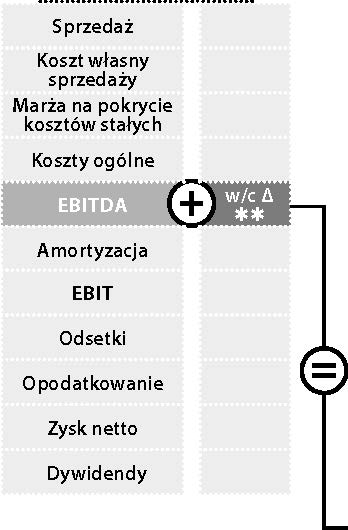 Sprzedaż
Koszt własny
sprzedaży
Marża na pokrycie
kosztów stałych
Koszty ogólne
EBITDA + w/c Δ
**
Amortyzacja
EBIT
Odsetki
=
Opodatkowanie
Zysk netto
Dywidendy